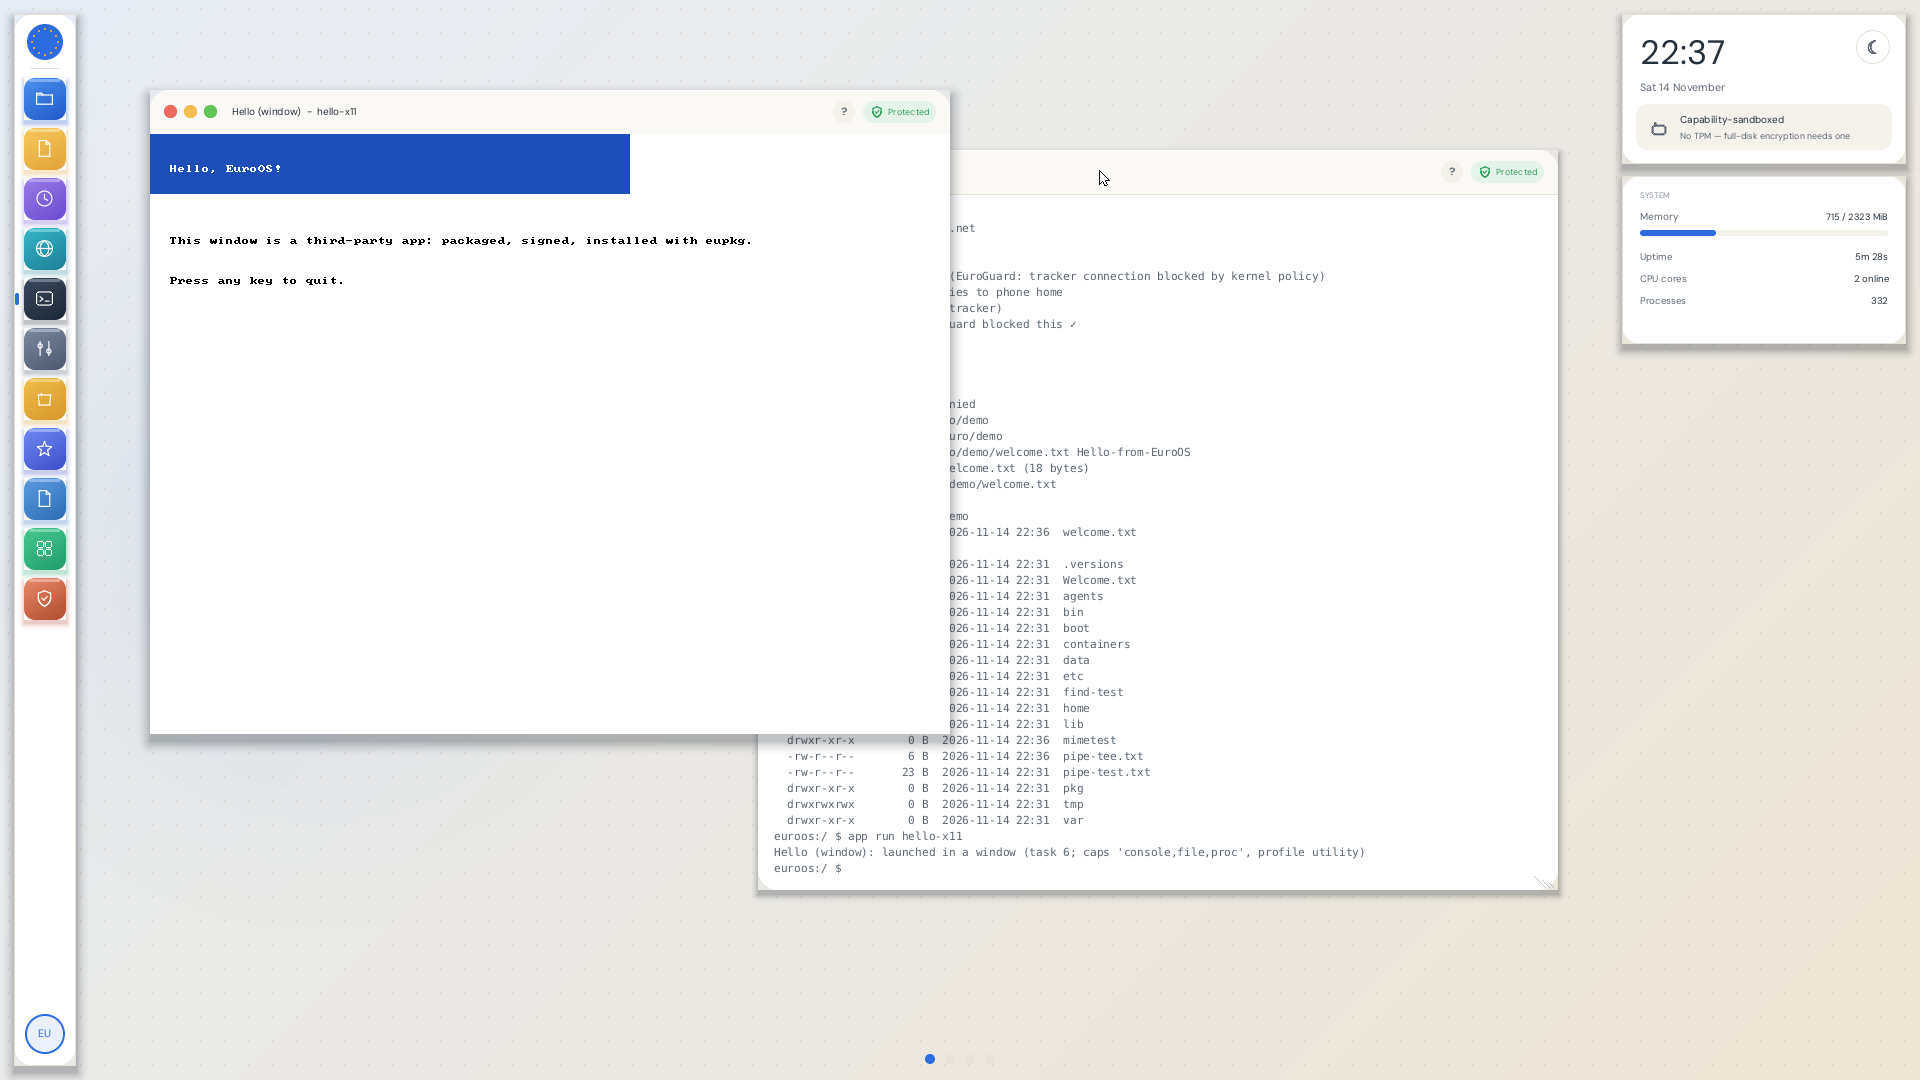 Hello (window) - hello-x11
?
Protected
Hello, EuroOS!
This window is a third-party app: packaged, signed, installed with eupkg.
Press any key to quit.
?
Protected
.net
(EuroGuard: tracker connection blocked by kernel policy)
ies to phone home
tracker)
uard blocked this ✓
nied
o/demo
uro/demo
o/demo/welcome.txt Hello-from-EuroOS
elcome.txt (18 bytes)
demo/welcome.txt
emo
026-11-14 22:36 welcome.txt
026-11-14 22:31 .versions
026-11-14 22:31 Welcome.txt
026-11-14 22:31 agents
026-11-14 22:31 bin
026-11-14 22:31 boot
026-11-14 22:31 containers
026-11-14 22:31 data
026-11-14 22:31 etc
026-11-14 22:31 find-test
026-11-14 22:31 home
026-11-14 22:31 lib
drwxr-xr-x 0 B 2026-11-14 22:36 mimetest
-rw-r--r-- 6 B 2026-11-14 22:36 pipe-tee.txt
-rw-r--r-- 23 B 2026-11-14 22:31 pipe-test.txt
drwxr-xr-x 0 B 2026-11-14 22:31 pkg
drwxrwxrwx 0 B 2026-11-14 22:31 tmp
drwxr-xr-x 0 B 2026-11-14 22:31 var
euroos:/ $ app run hello-x11
Hello (window): launched in a window (task 6; caps 'console,file,proc', profile utility)
euroos:/ $
22:37
Sat 14 November
Capability-sandboxed
No TPM — full-disk encryption needs one
SYSTEM
Memory 715 / 2323 MiB
Uptime 5m 28s
CPU cores 2 online
Processes 332
EU